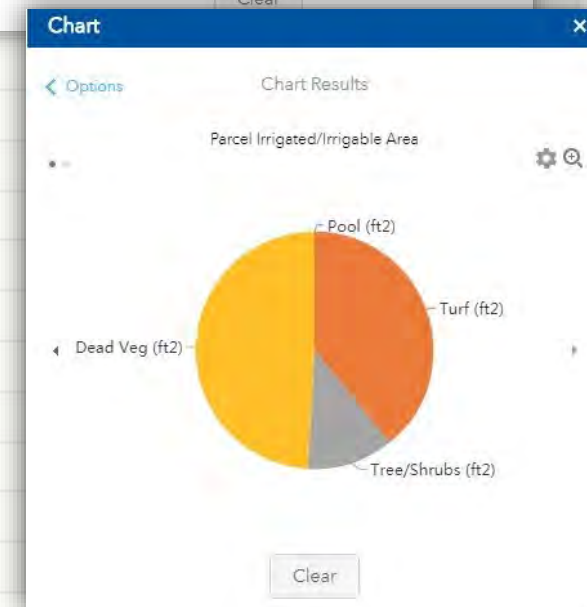 Clear
Chart
Options
Chart Results
Parcel Irrigated/Irrigable Area
Pool (ft2)
Turf (ft2)
Dead Veg (ft2)
Tree/Shrubs (ft2)
Clear